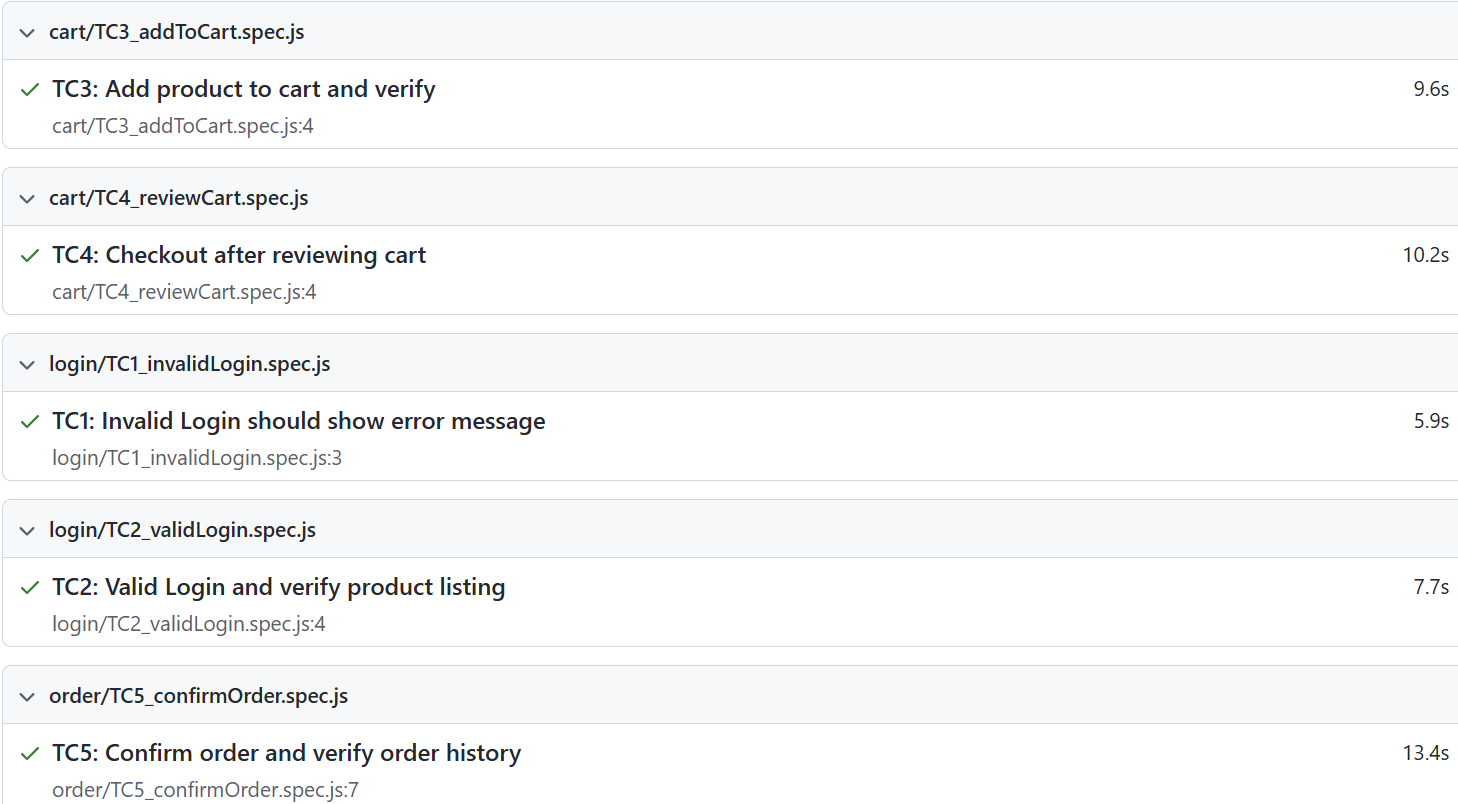 cart/TC3_addToCart.spec.js
TC3: Add product to cart and verify 9.6s
cart/TC3_addToCart.spec.js:4
cart/TC4_reviewCart.spec.js
TC4: Checkout after reviewing cart 10.2s
cart/TC4_reviewCart.spec.js:4
login/TC1_invalidLogin.spec.js
TC1: Invalid Login should show error message 5.9s
login/TC1_invalidLogin.spec.js:3
login/TC2_validLogin.spec.js
TC2: Valid Login and verify product listing 7.7s
login/TC2_validLogin.spec.js:4
order/TC5_confirmOrder.spec.js
TC5: Confirm order and verify order history 13.4s
order/TC5_confirmOrder.spec.js:7